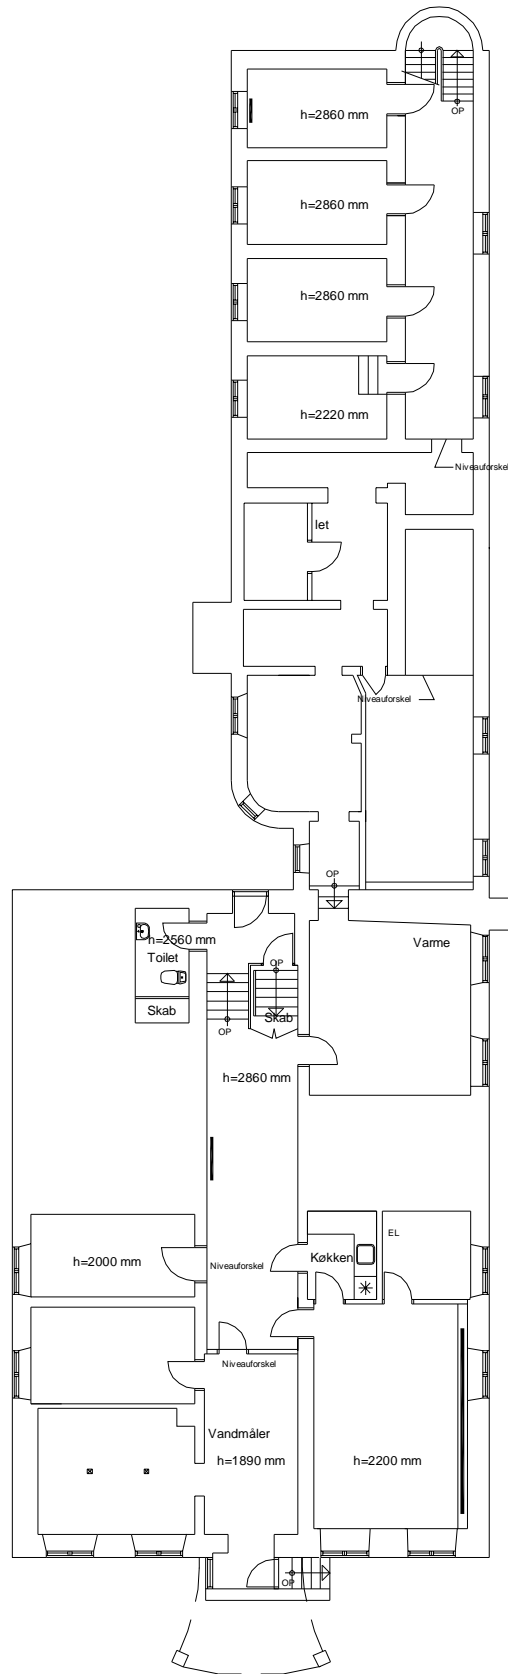 OP
h=2860 mm
h=2860 mm
h=2860 mm
h=2220 mm
Niveauforskel
let
Niveauforskel
OP
h=2560 mm
Varme
Toilet
OP
Skab
Skab
OP
h=2860 mm
EL
Køkken
h=2000 mm
Niveauforskel
Niveauforskel
Vandmåler
h=1890 mm
h=2200 mm
OP